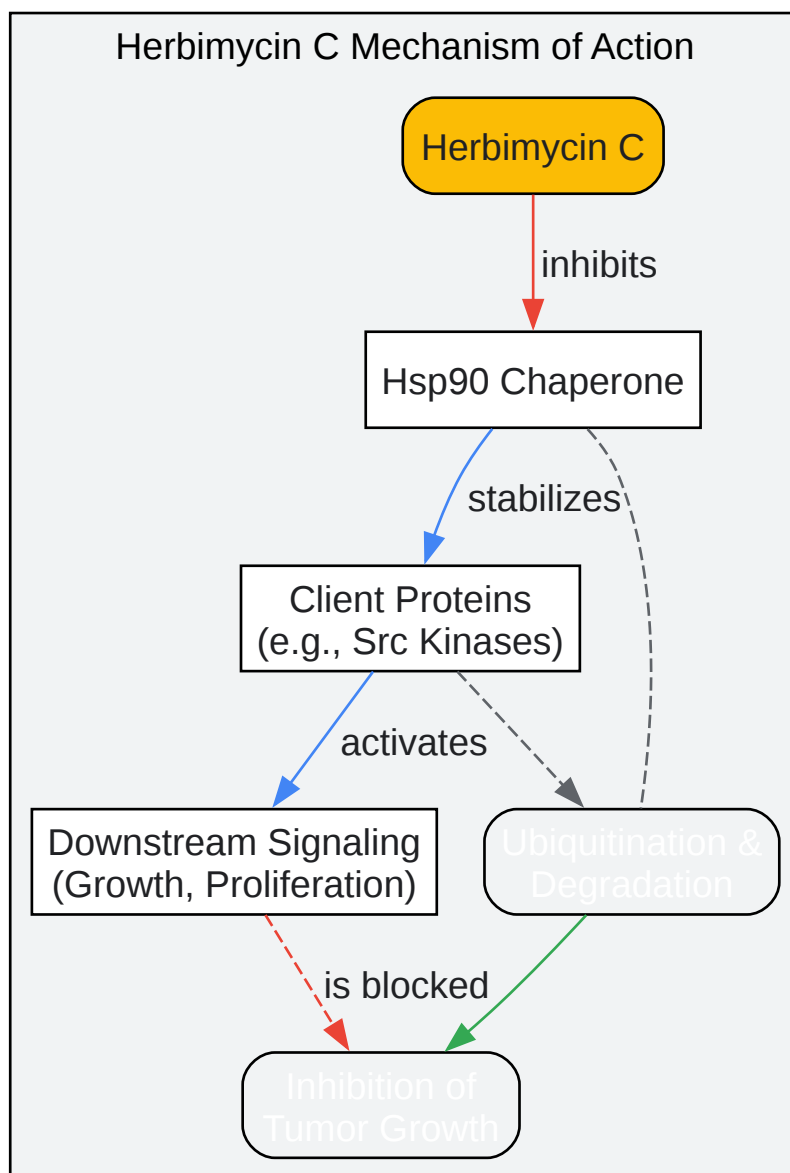 Herbimycin C Mechanism of Action
Herbimycin C
inhibits
Hsp90 Chaperone
stabilizes
Client Proteins
(e.g., Src Kinases)
activates
Downstream Signaling
(Growth, Proliferation)
Ubiquitination &
Degradation
is blocked
Inhibition of
Tumor Growth